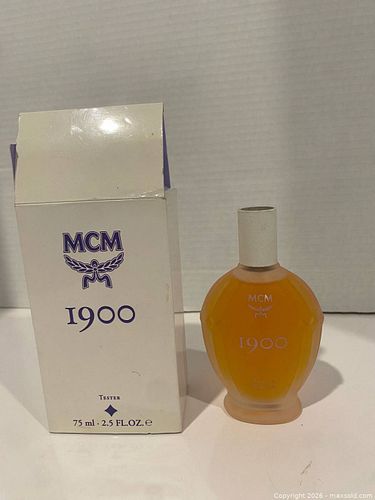 MCM
1900
TESTER
75 ml - 2.5 FL.OZ. ℮
MCM
1900
Copyright 2026 - maxsold.com